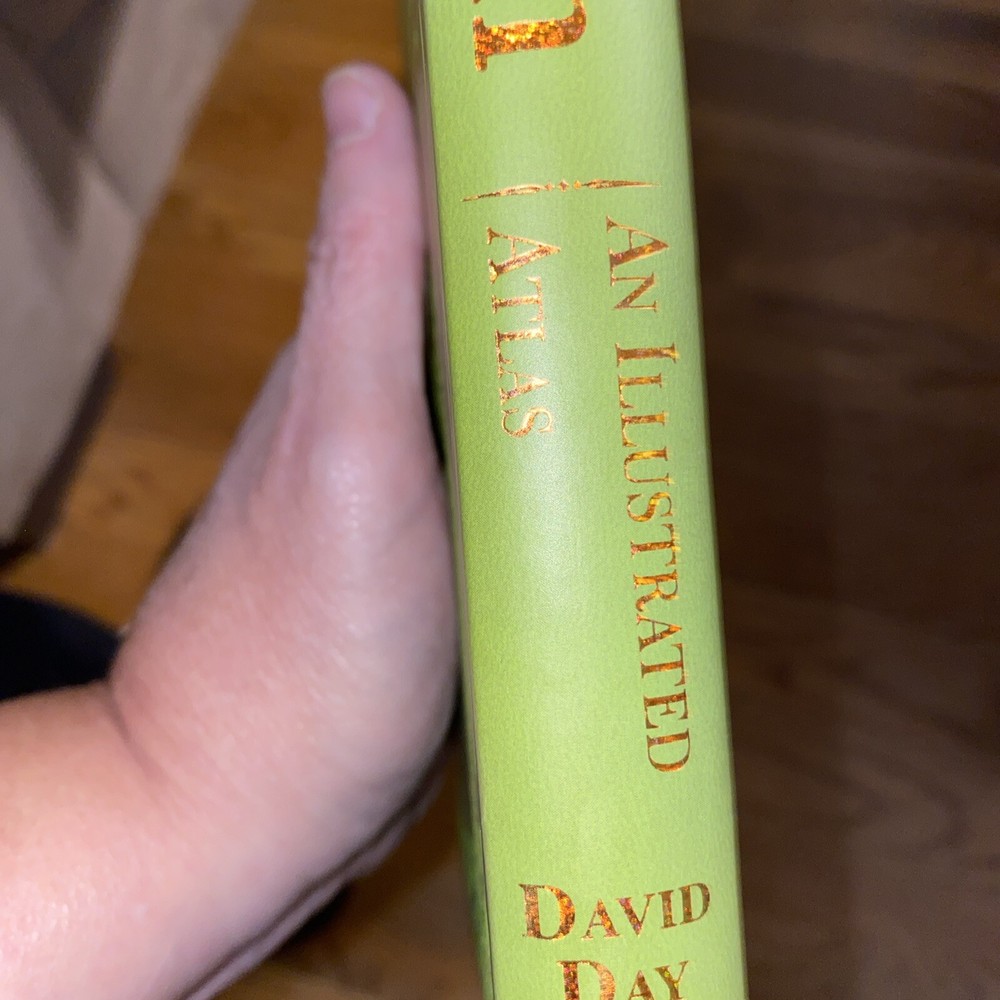 n
AN ILLUSTRATED
ATLAS
DAVID
DAY